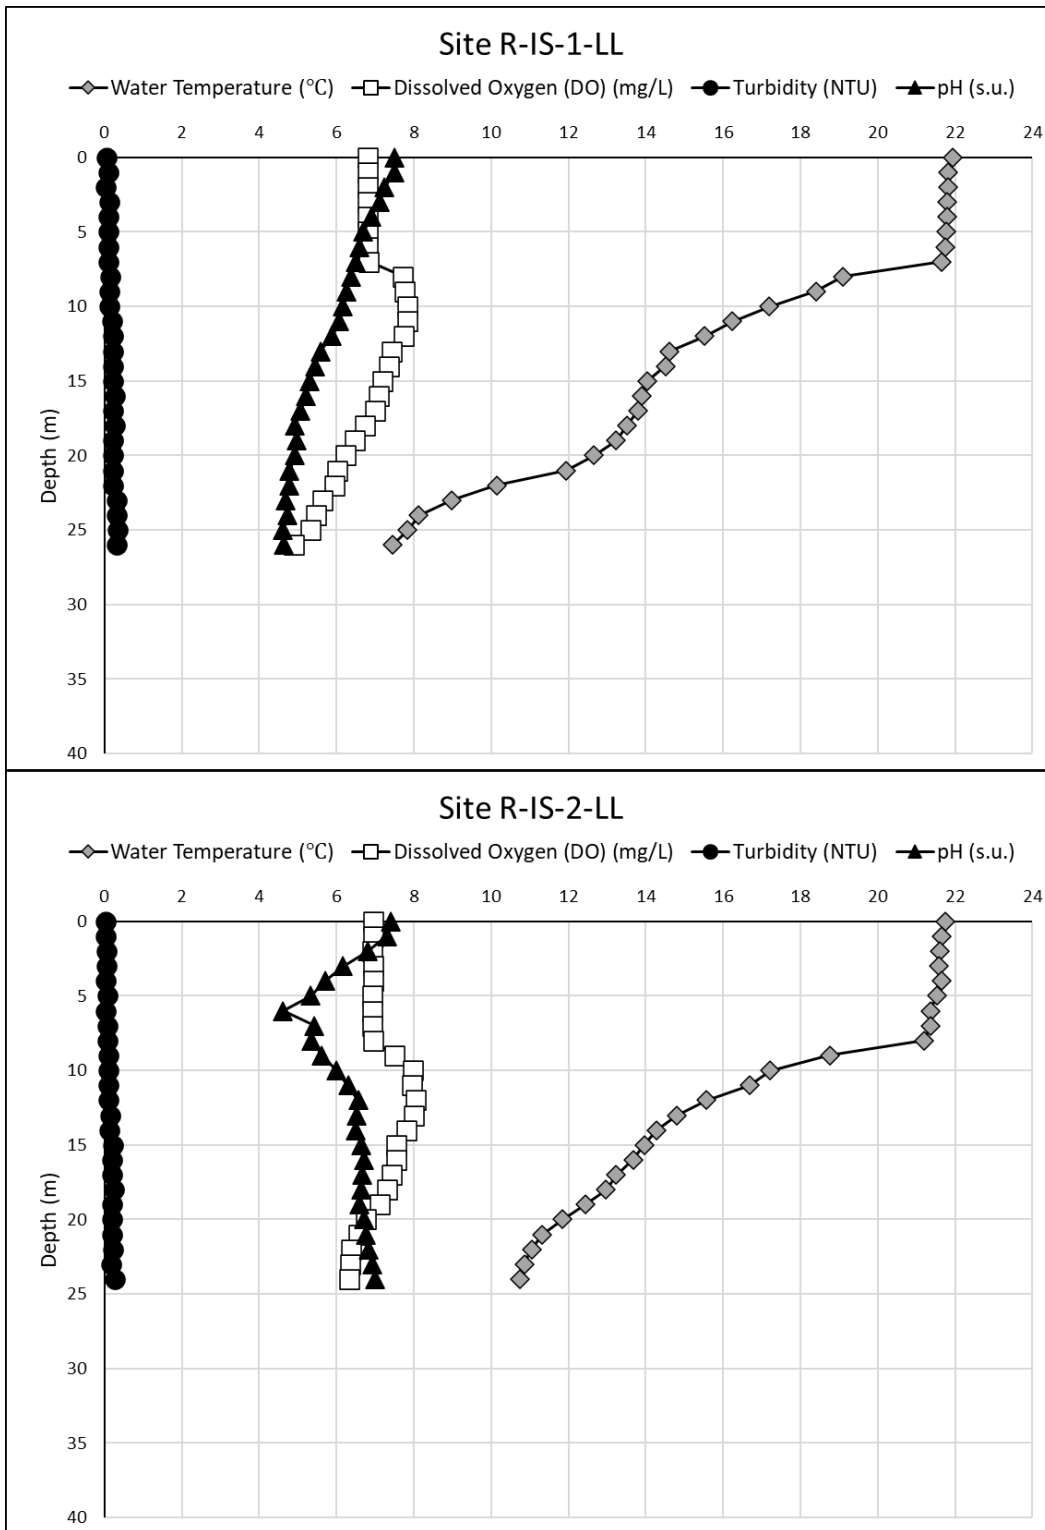 Site R-IS-1-LL
Water Temperature (°C) Dissolved Oxygen (DO) (mg/L) Turbidity (NTU) pH (s.u.)
0 2 4 6 8 10 12 14 16 18 20 22 24
0
5
10
15
20
25
30
35
40
Depth (m)
Site R-IS-2-LL
Water Temperature (°C) Dissolved Oxygen (DO) (mg/L) Turbidity (NTU) pH (s.u.)
0 2 4 6 8 10 12 14 16 18 20 22 24
0
5
10
15
20
25
30
35
40
Depth (m)